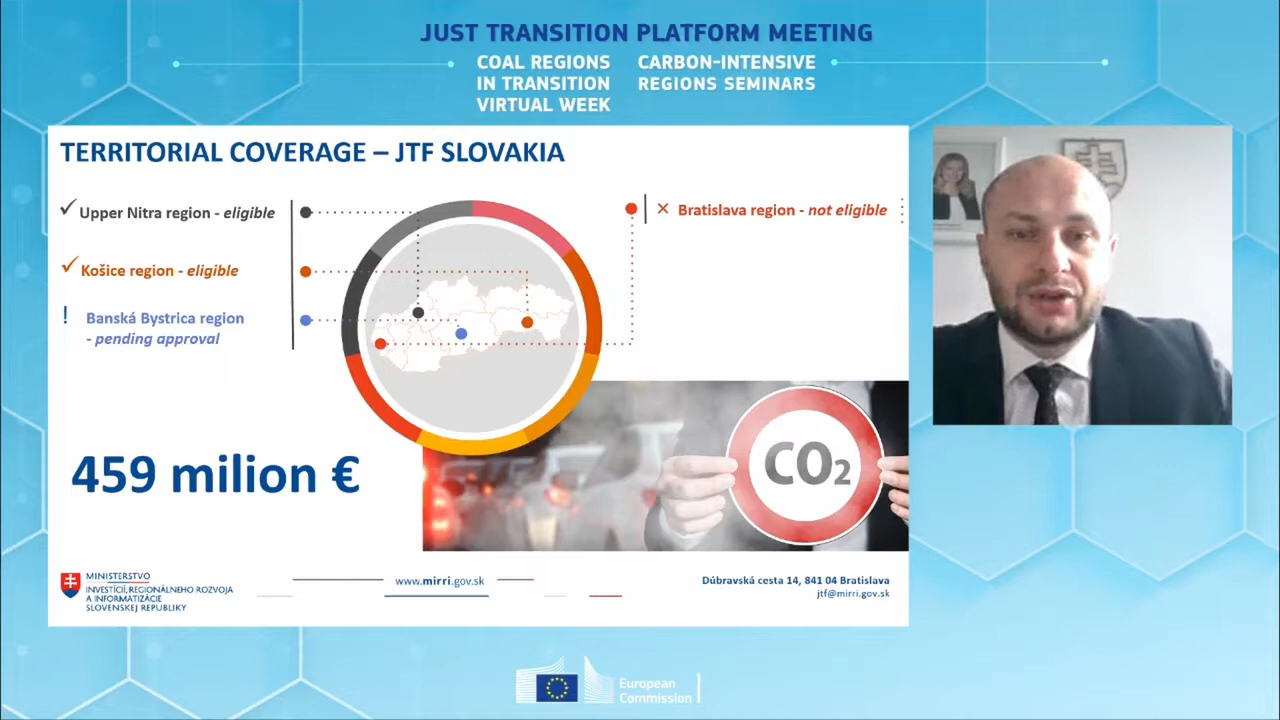 JUST TRANSITION PLATFORM MEETING
COAL REGIONS
IN TRANSITION
VIRTUAL WEEK
CARBON-INTENSIVE
REGIONS SEMINARS
TERRITORIAL COVERAGE – JTF SLOVAKIA
✓ Upper Nitra region - eligible
✓ Košice region - eligible
! Banská Bystrica region
- pending approval
× Bratislava region - not eligible
459 milion €
CO₂
MINISTERSTVO
INVESTÍCIÍ, REGIONÁLNEHO ROZVOJA
A INFORMATIZÁCIE
SLOVENSKEJ REPUBLIKY
www.mirri.gov.sk
Dúbravská cesta 14, 841 04 Bratislava
jtf@mirri.gov.sk
European
Commission